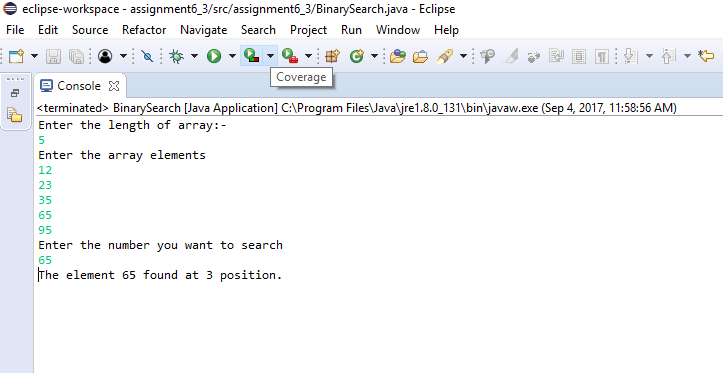 eclipse-workspace - assignment6_3/src/assignment6_3/BinarySearch.java - Eclipse
File Edit Source Refactor Navigate Search Project Run Window Help
Coverage
Console
<terminated> BinarySearch [Java Application] C:\Program Files\Java\jre1.8.0_131\bin\javaw.exe (Sep 4, 2017, 11:58:56 AM)
Enter the length of array:-
5
Enter the array elements
12
23
35
65
95
Enter the number you want to search
65
The element 65 found at 3 position.